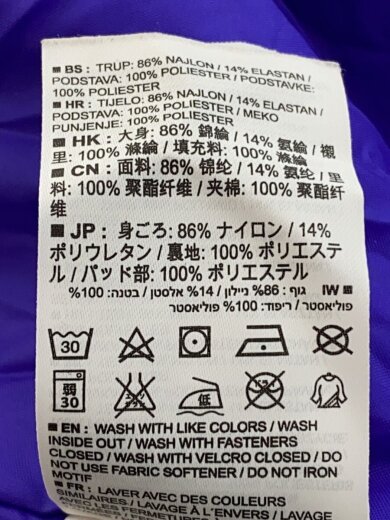 ■ BS : TRUP: 86% NAJLON / 14% ELASTAN /
PODSTAVA: 100% POLIESTER / PODSTAVKE:
100% POLIESTER
■ HR : TIJELO: 86% NAJLON / 14% ELASTAN /
PODSTAVA: 100% POLIESTER / MEKO
PUNJENJE: 100% POLIESTER
■ HK : 大身: 86% 錦綸 / 14% 氨綸 / 襯
里: 100% 滌綸 / 填充料: 100% 滌綸
■ CN : 面料: 86% 锦纶 / 14% 氨纶 / 里
料: 100% 聚酯纤维 / 夹棉: 100% 聚酯纤
维
■ JP : 身ごろ: 86% ナイロン / 14%
ポリウレタン / 裏地: 100% ポリエステ
ル / パッド部: 100% ポリエステル
■ IW : גוף: 86% ניילון / 14% אלסטן / בטנה: 100%
פוליאסטר / ריפוד: 100% פוליאסטר
30
弱
30
低
■ EN : WASH WITH LIKE COLORS / WASH
INSIDE OUT / WASH WITH FASTENERS
CLOSED / WASH WITH VELCRO CLOSED / DO
NOT USE FABRIC SOFTENER / DO NOT IRON
MOTIF
■ FR : LAVER AVEC DES COULEURS
SIMILAIRES / LAVAGE À L'ENVERS / LAVAGE